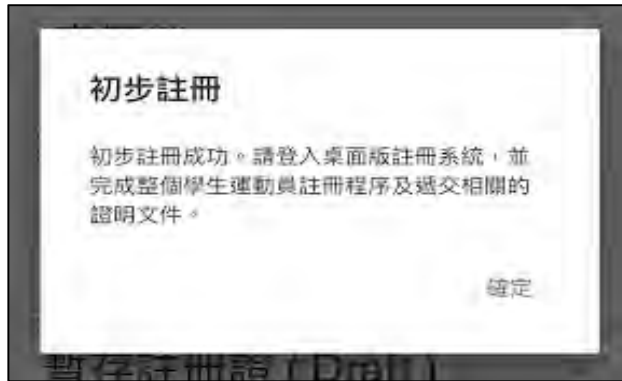 初步註冊
初步註冊成功。請登入桌面版註冊系統，並
完成整個學生運動員註冊程序及遞交相關的
證明文件。
確定
暫存註冊證 ( Draft )